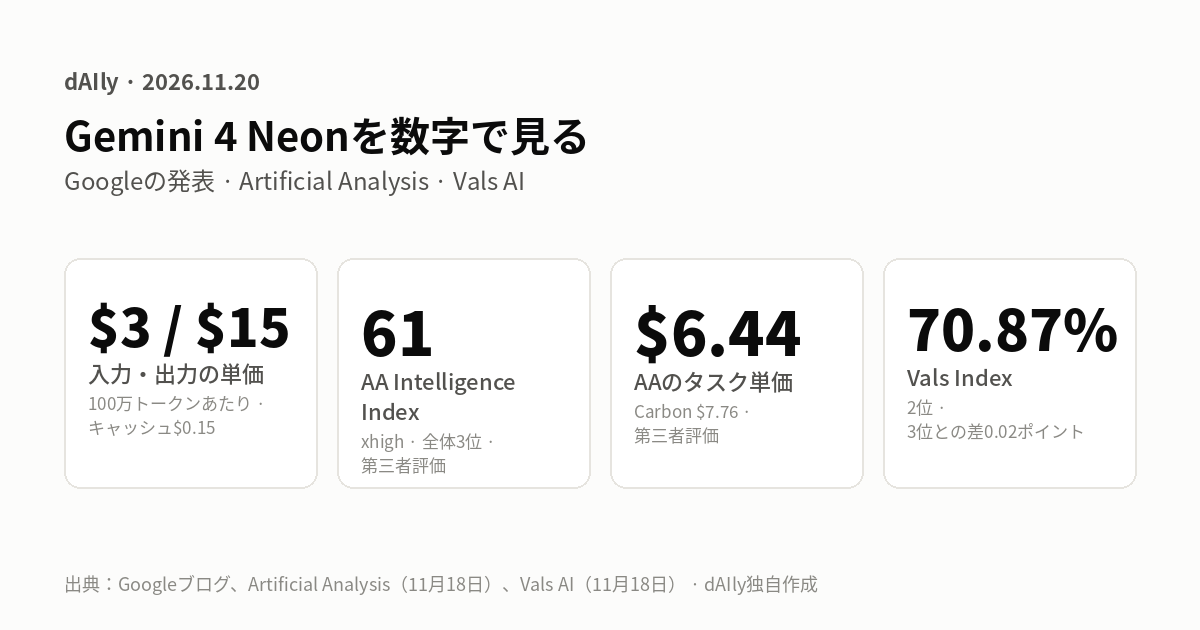 dAIly · 2026.11.20
Gemini 4 Neonを数字で見る
Googleの発表 · Artificial Analysis · Vals AI
$3 / $15
入力・出力の単価
100万トークンあたり ·
キャッシュ$0.15
61
AA Intelligence
Index
xhigh · 全体3位 ·
第三者評価
$6.44
AAのタスク単価
Carbon $7.76 ·
第三者評価
70.87%
Vals Index
2位 ·
3位との差0.02ポイント
出典：Googleブログ、Artificial Analysis（11月18日）、Vals AI（11月18日） · dAIly独自作成